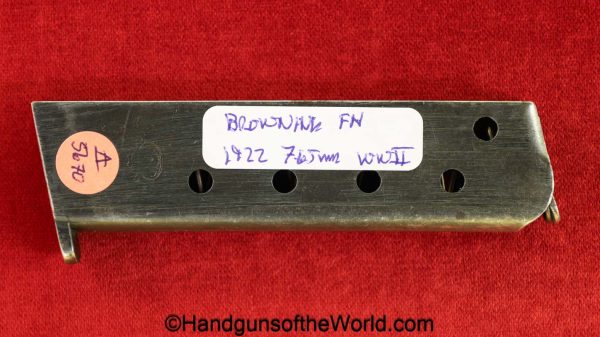 BROWNING FN
1922 7.65mm WWII
5670
©HandgunsoftheWorld.com